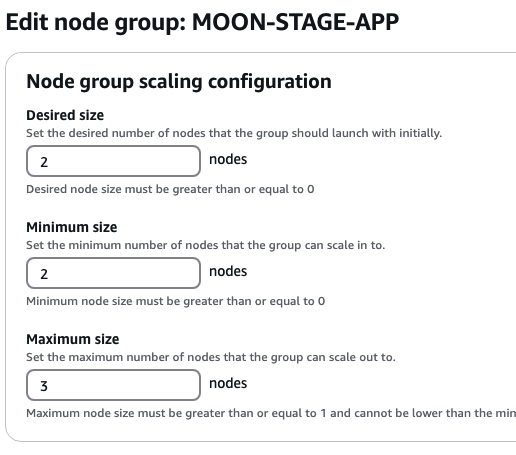 Edit node group: MOON-STAGE-APP
Node group scaling configuration
Desired size
Set the desired number of nodes that the group should launch with initially.
2 nodes
Desired node size must be greater than or equal to 0
Minimum size
Set the minimum number of nodes that the group can scale in to.
2 nodes
Minimum node size must be greater than or equal to 0
Maximum size
Set the maximum number of nodes that the group can scale out to.
3 nodes
Maximum node size must be greater than or equal to 1 and cannot be lower than the min